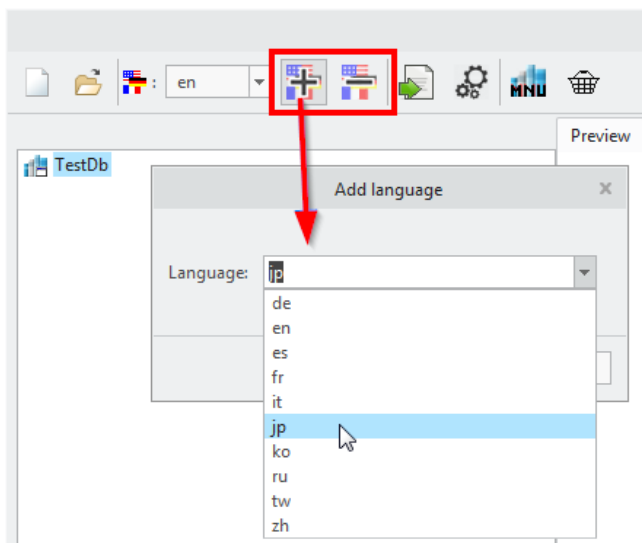 : en
MNU
Preview
TestDb
Add language
Language: jp
de
en
es
fr
it
jp
ko
ru
tw
zh